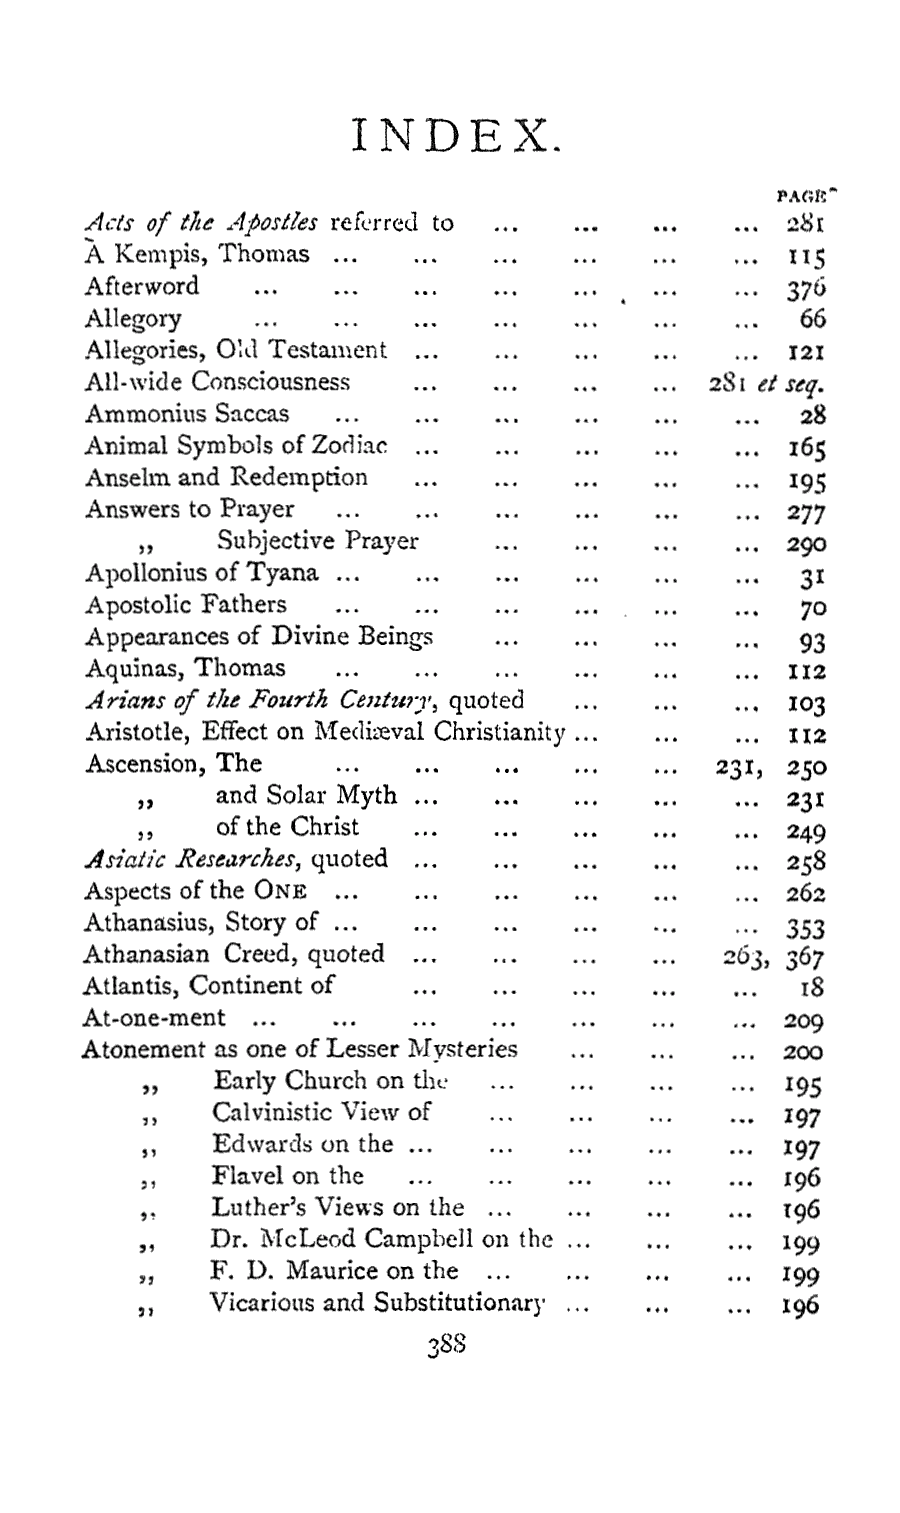 INDEX.
PAGE
Acts of the Apostles referred to ... ... ... ... 281
À Kempis, Thomas ... ... ... ... ... ... 115
Afterword ... ... ... ... ... ... ... 376
Allegory ... ... ... ... ... ... ... 66
Allegories, Old Testament ... ... ... ... ... 121
All-wide Consciousness ... ... ... ... 281 et seq.
Ammonius Saccas ... ... ... ... ... ... 28
Animal Symbols of Zodiac ... ... ... ... ... 165
Anselm and Redemption ... ... ... ... ... 195
Answers to Prayer ... ... ... ... ... ... 277
„ Subjective Prayer ... ... ... ... 290
Apollonius of Tyana ... ... ... ... ... ... 31
Apostolic Fathers ... ... ... ... ... ... 70
Appearances of Divine Beings ... ... ... ... 93
Aquinas, Thomas ... ... ... ... ... ... 112
Arians of the Fourth Century, quoted ... ... ... 103
Aristotle, Effect on Mediæval Christianity ... ... ... 112
Ascension, The ... ... ... ... ... 231, 250
„ and Solar Myth ... ... ... ... ... 231
„ of the Christ ... ... ... ... ... 249
Asiatic Researches, quoted ... ... ... ... ... 258
Aspects of the ONE ... ... ... ... ... ... 262
Athanasius, Story of ... ... ... ... ... ... 353
Athanasian Creed, quoted ... ... ... ... 263, 367
Atlantis, Continent of ... ... ... ... ... 18
At-one-ment ... ... ... ... ... ... ... 209
Atonement as one of Lesser Mysteries ... ... ... 200
„ Early Church on the ... ... ... ... 195
„ Calvinistic View of ... ... ... ... 197
„ Edwards on the ... ... ... ... ... 197
„ Flavel on the ... ... ... ... ... 196
„ Luther's Views on the ... ... ... ... 196
„ Dr. McLeod Campbell on the ... ... ... 199
„ F. D. Maurice on the ... ... ... ... 199
„ Vicarious and Substitutionary ... ... ... 196
388